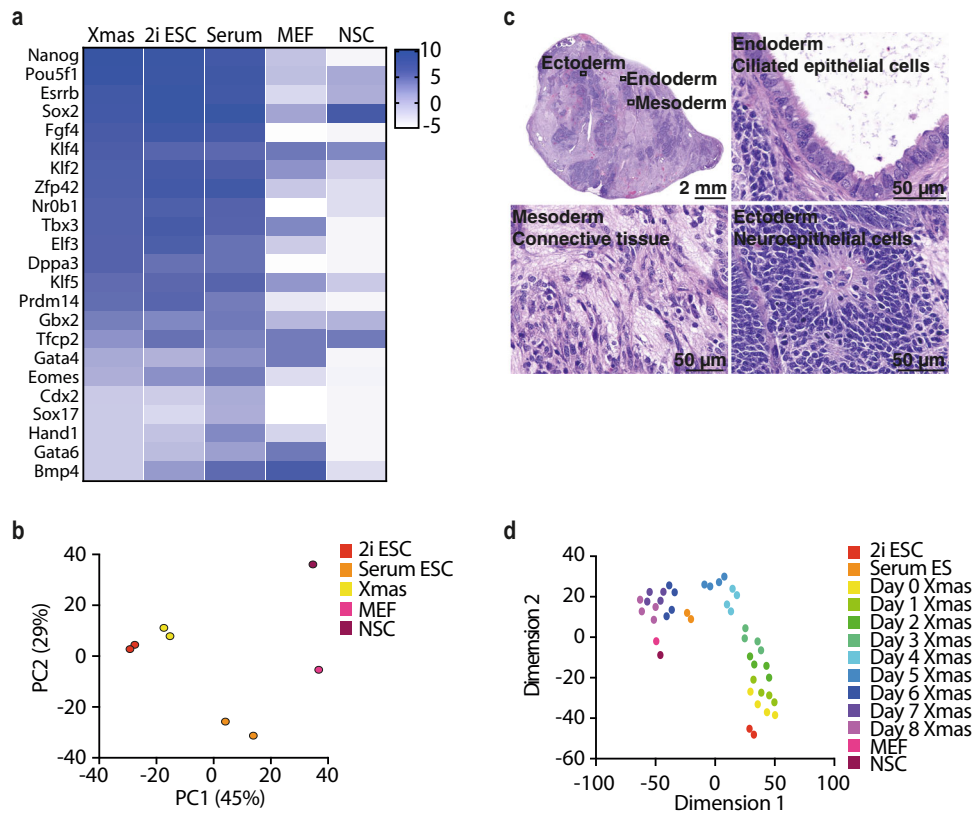 a
Xmas 2i ESC Serum MEF NSC
Nanog
Pou5f1
Esrrb
Sox2
Fgf4
Klf4
Klf2
Zfp42
Nr0b1
Tbx3
Elf3
Dppa3
Klf5
Prdm14
Gbx2
Tfcp2
Gata4
Eomes
Cdx2
Sox17
Hand1
Gata6
Bmp4
10
5
0
-5
c
Ectoderm
Endoderm
Mesoderm
2 mm
Endoderm
Ciliated epithelial cells
50 µm
Mesoderm
Connective tissue
50 µm
Ectoderm
Neuroepithelial cells
50 µm
b
PC2 (29%)
40
20
0
-20
-40
-40 -20 0 20 40
PC1 (45%)
2i ESC
Serum ESC
Xmas
MEF
NSC
d
Dimemsion 2
40
20
0
-20
-40
-60
-100 -50 0 50 100
Dimension 1
2i ESC
Serum ES
Day 0 Xmas
Day 1 Xmas
Day 2 Xmas
Day 3 Xmas
Day 4 Xmas
Day 5 Xmas
Day 6 Xmas
Day 7 Xmas
Day 8 Xmas
MEF
NSC